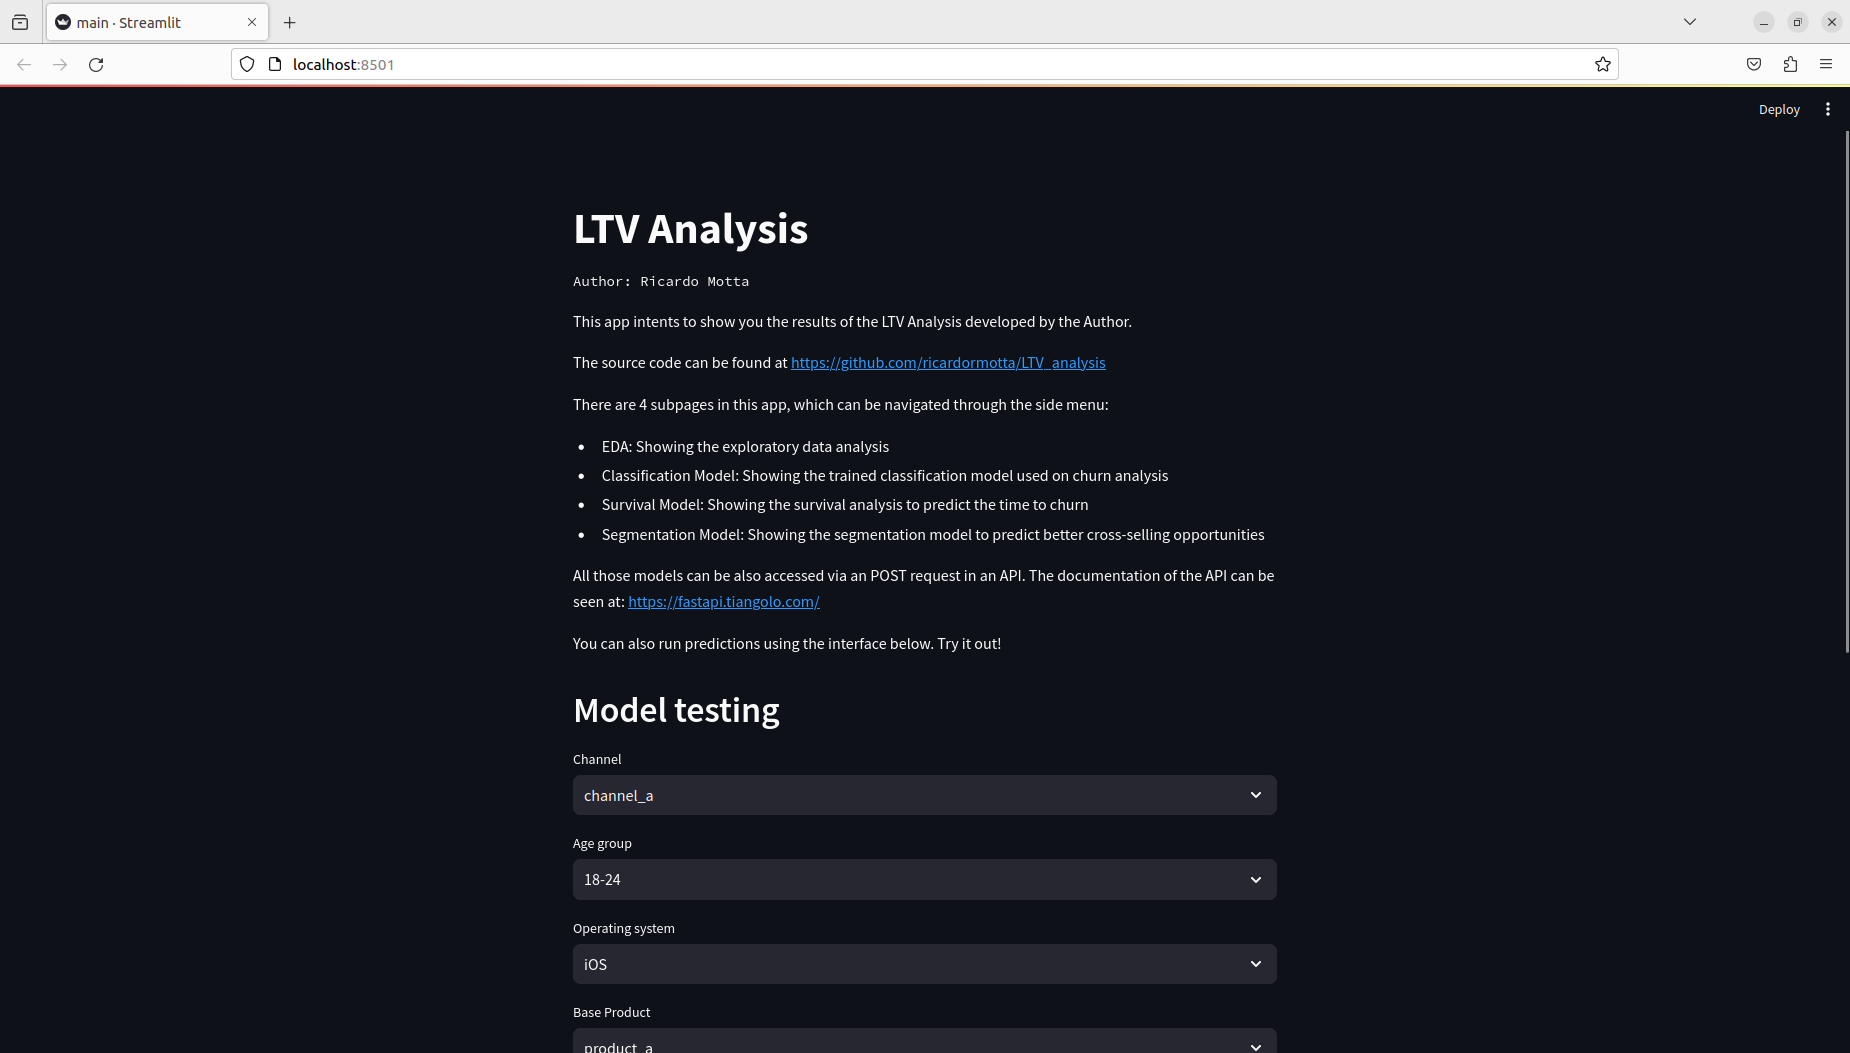 main · Streamlit
localhost:8501
Deploy
LTV Analysis
Author: Ricardo Motta
This app intents to show you the results of the LTV Analysis developed by the Author.
The source code can be found at https://github.com/ricardormotta/LTV_analysis
There are 4 subpages in this app, which can be navigated through the side menu:
• EDA: Showing the exploratory data analysis
• Classification Model: Showing the trained classification model used on churn analysis
• Survival Model: Showing the survival analysis to predict the time to churn
• Segmentation Model: Showing the segmentation model to predict better cross-selling opportunities
All those models can be also accessed via an POST request in an API. The documentation of the API can be
seen at: https://fastapi.tiangolo.com/
You can also run predictions using the interface below. Try it out!
Model testing
Channel
channel_a
Age group
18-24
Operating system
iOS
Base Product
product_a